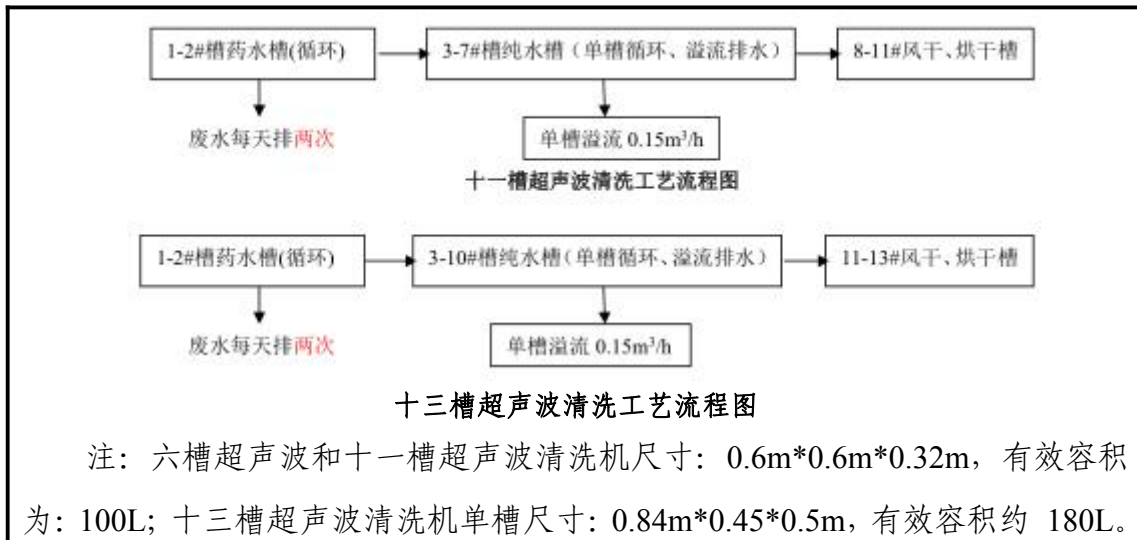 1-2#槽药水槽(循环)
3-7#槽纯水槽（单槽循环、溢流排水）
8-11#风干、烘干槽
废水每天排两次
单槽溢流 0.15m³/h
十一槽超声波清洗工艺流程图
1-2#槽药水槽(循环)
3-10#槽纯水槽（单槽循环、溢流排水）
11-13#风干、烘干槽
废水每天排两次
单槽溢流 0.15m³/h
十三槽超声波清洗工艺流程图
注：六槽超声波和十一槽超声波清洗机尺寸：0.6m*0.6m*0.32m，有效容积
为：100L；十三槽超声波清洗机单槽尺寸：0.84m*0.45*0.5m，有效容积约 180L。